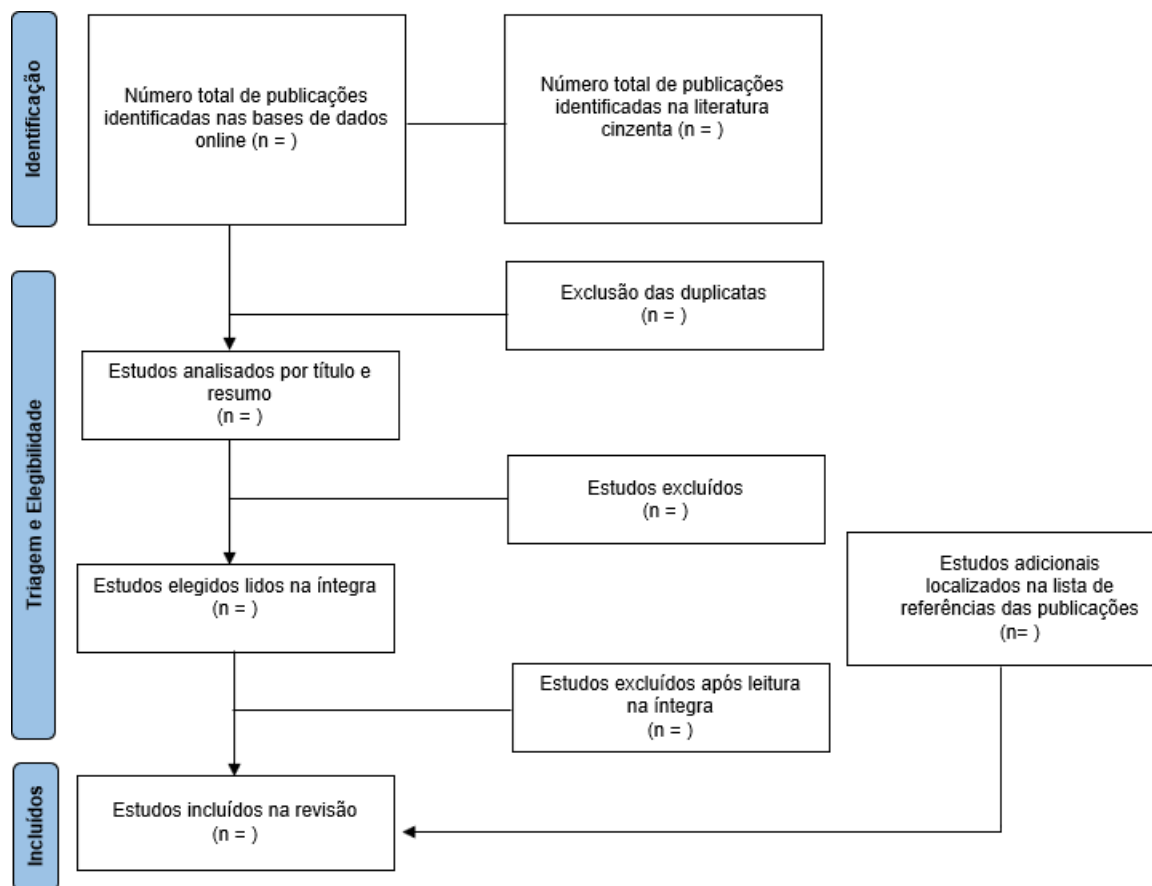 Identificação
Número total de publicações
identificadas nas bases de dados
online (n = )
Número total de publicações
identificadas na literatura
cinzenta (n = )
Triagem e Elegibilidade
Exclusão das duplicatas
(n = )
Estudos analisados por título e
resumo
(n = )
Estudos excluídos
(n = )
Estudos elegidos lidos na íntegra
(n = )
Estudos adicionais
localizados na lista de
referências das publicações
(n= )
Estudos excluídos após leitura
na íntegra
(n = )
Incluídos
Estudos incluídos na revisão
(n = )